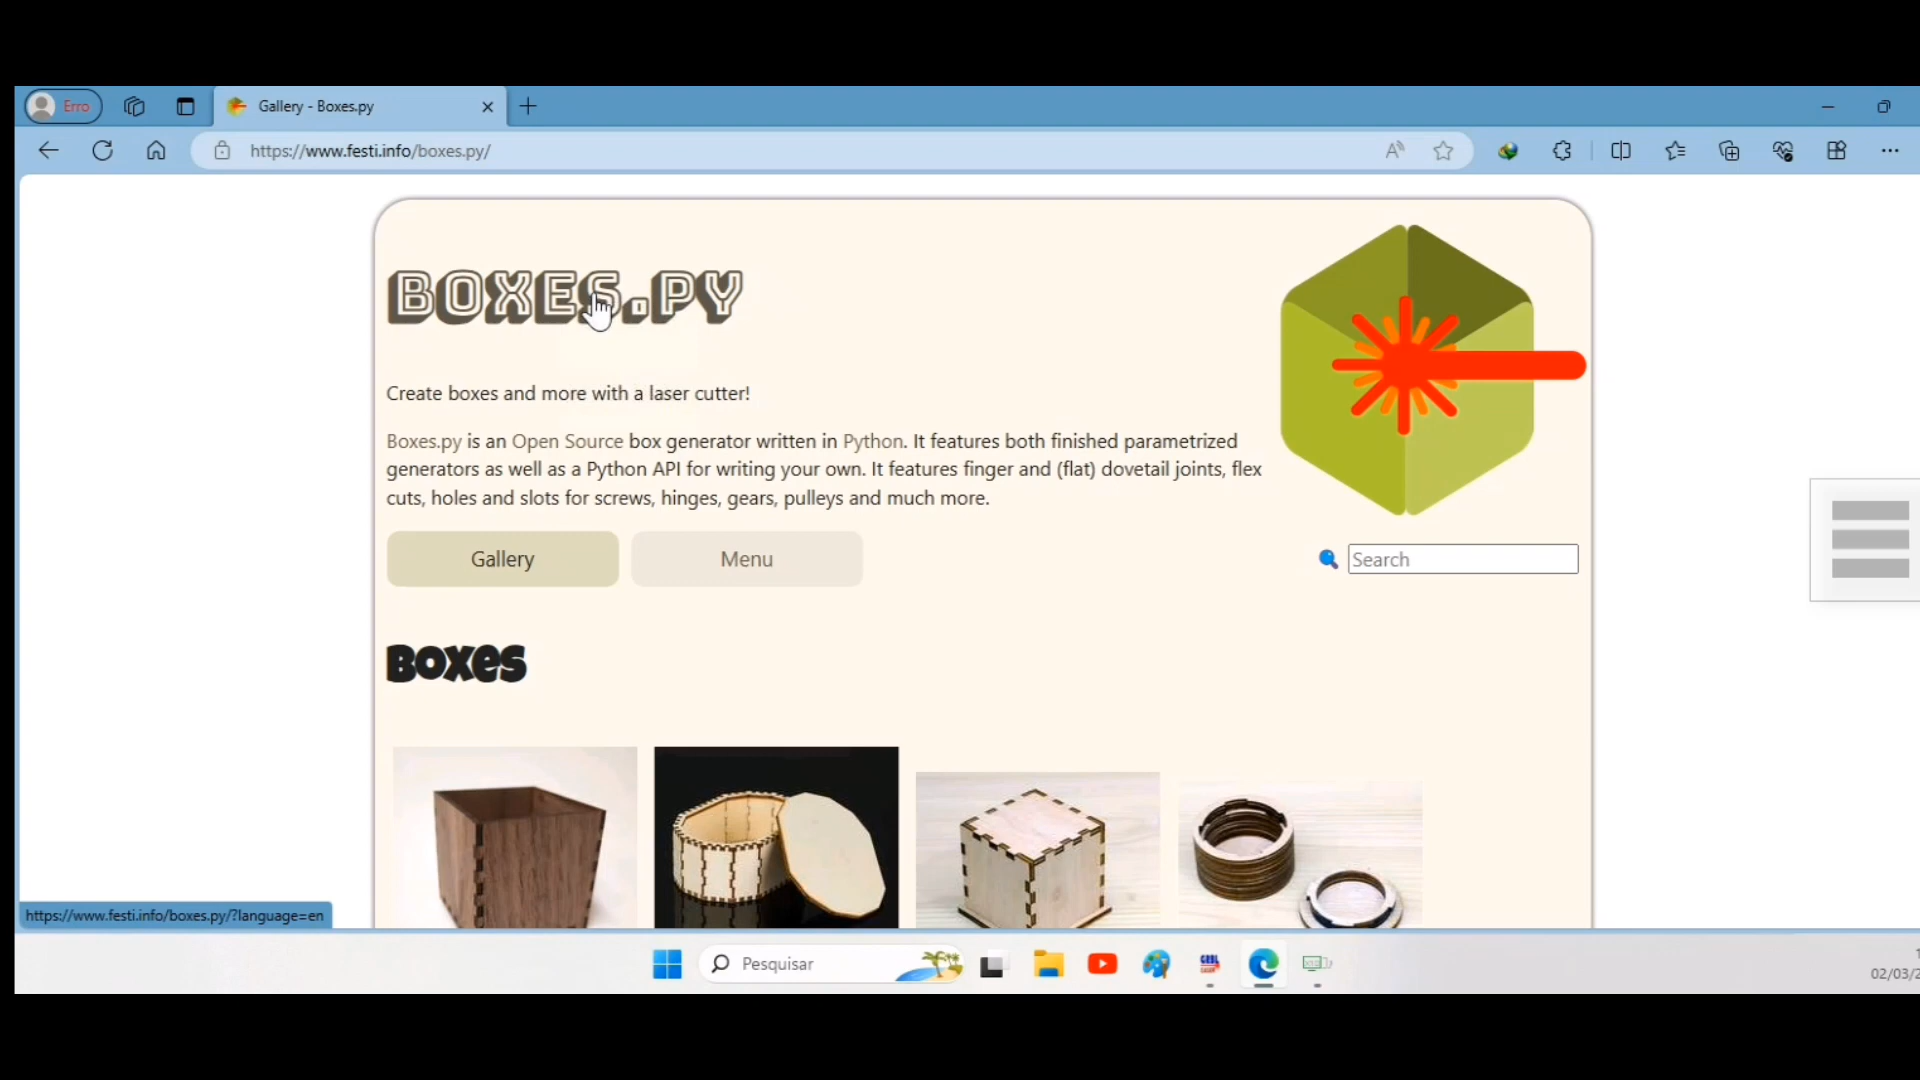 Erro
Gallery - Boxes.py
https://www.festi.info/boxes.py/
BOXES.PY
Create boxes and more with a laser cutter!
Boxes.py is an Open Source box generator written in Python. It features both finished parametrized
generators as well as a Python API for writing your own. It features finger and (flat) dovetail joints, flex
cuts, holes and slots for screws, hinges, gears, pulleys and much more.
Gallery
Menu
Search
Boxes
https://www.festi.info/boxes.py/?language=en
Pesquisar
GRBL
02/03/2